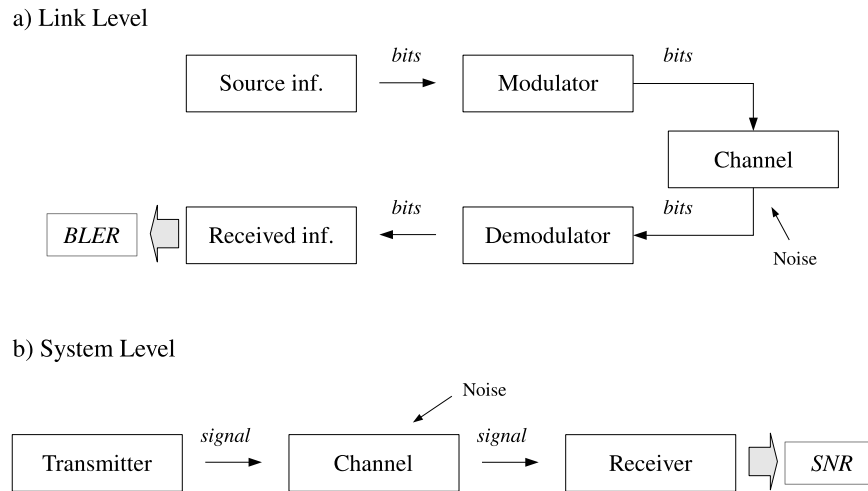 a) Link Level
bits
bits
Source inf.
Modulator
Channel
bits
bits
BLER
Received inf.
Demodulator
Noise
b) System Level
Noise
signal
signal
Transmitter
Channel
Receiver
SNR